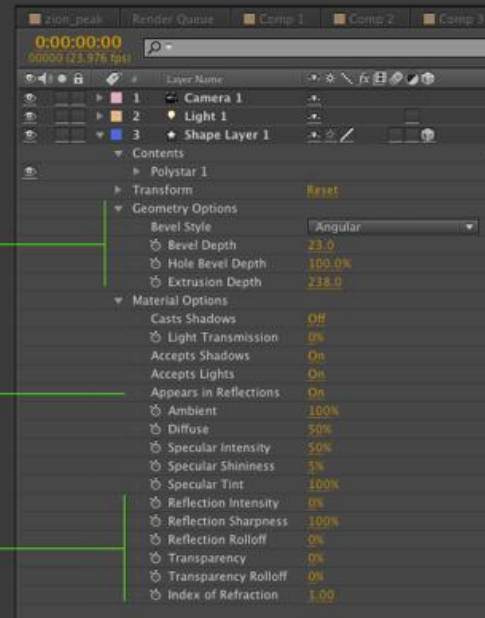 zion_peak Render Queue Comp 1 Comp 2 Comp 3
0:00:00:00
00000 (23.976 fps)
# Layer Name
1 Camera 1
2 Light 1
3 Shape Layer 1
Contents
Polystar 1
Transform Reset
Geometry Options
Bevel Style Angular
Bevel Depth 23.0
Hole Bevel Depth 100.0%
Extrusion Depth 238.0
Material Options
Casts Shadows Off
Light Transmission 0%
Accepts Shadows On
Accepts Lights On
Appears in Reflections On
Ambient 100%
Diffuse 50%
Specular Intensity 50%
Specular Shininess 5%
Specular Tint 100%
Reflection Intensity 0%
Reflection Sharpness 100%
Reflection Rolloff 0%
Transparency 0%
Transparency Rolloff 0%
Index of Refraction 1.00